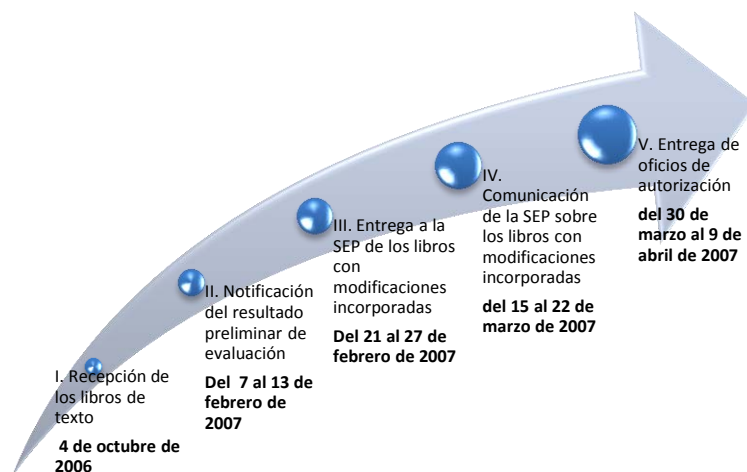 I. Recepción de
los libros de
texto
4 de octubre de
2006
II. Notificación
del resultado
preliminar de
evaluación
Del 7 al 13 de
febrero de
2007
III. Entrega a la
SEP de los libros
con
modificaciones
incorporadas
Del 21 al 27 de
febrero de 2007
IV.
Comunicación
de la SEP sobre
los libros con
modificaciones
incorporadas
del 15 al 22 de
marzo de 2007
V. Entrega de
oficios de
autorización
del 30 de
marzo al 9 de
abril de 2007